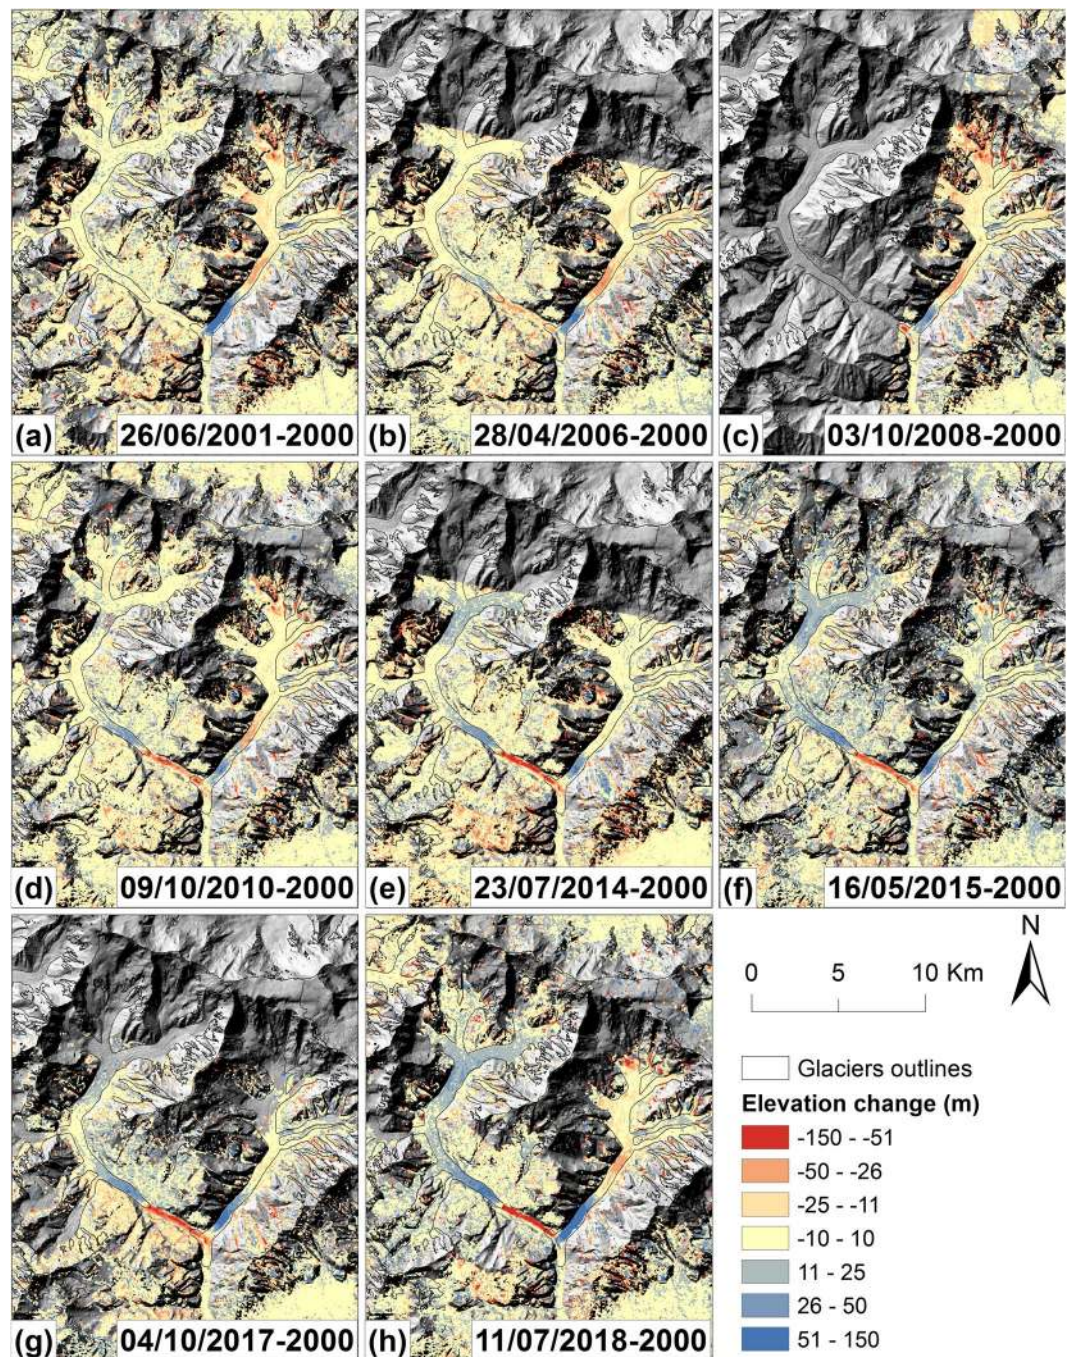 (a) 26/06/2001-2000
(b) 28/04/2006-2000
(c) 03/10/2008-2000
(d) 09/10/2010-2000
(e) 23/07/2014-2000
(f) 16/05/2015-2000
(g) 04/10/2017-2000
(h) 11/07/2018-2000
N
0 5 10 Km
Glaciers outlines
Elevation change (m)
-150 - -51
-50 - -26
-25 - -11
-10 - 10
11 - 25
26 - 50
51 - 150